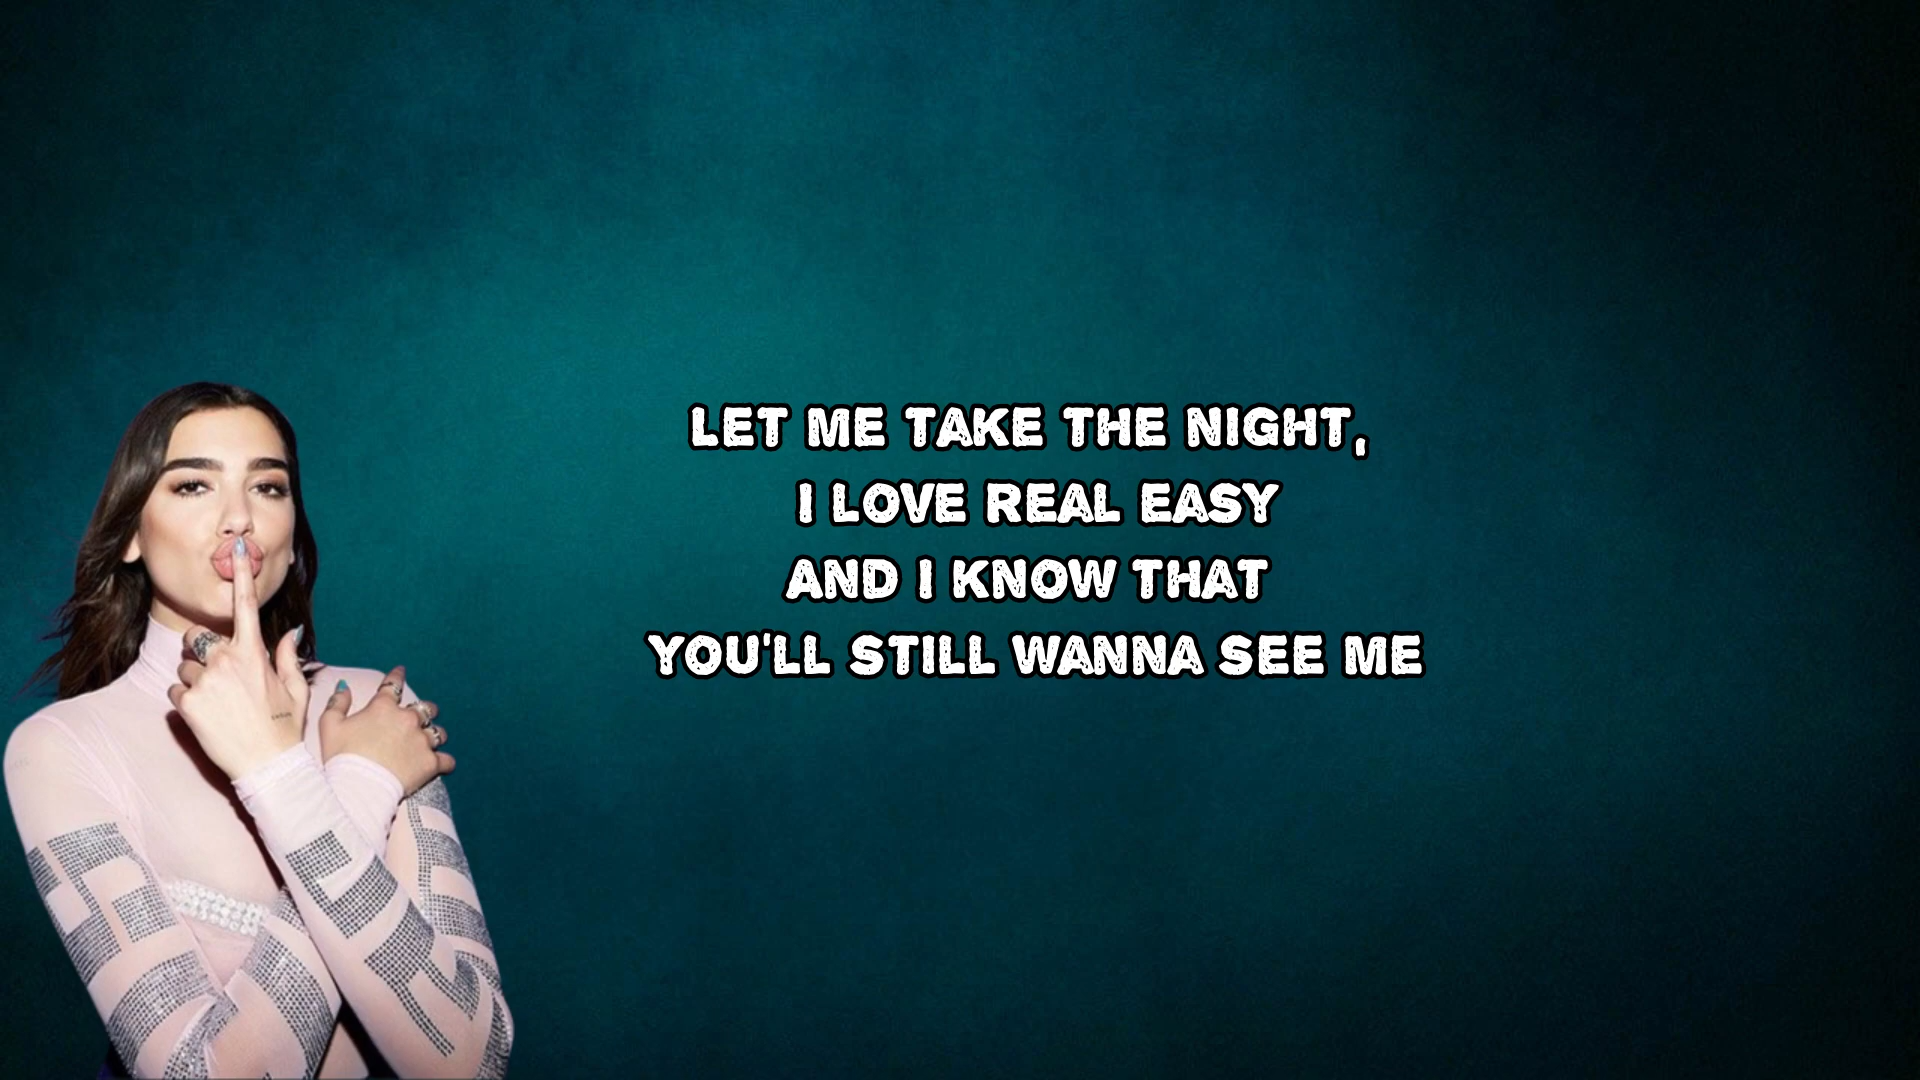 LET ME TAKE THE NIGHT,
I LOVE REAL EASY
AND I KNOW THAT
YOU'LL STILL WANNA SEE ME